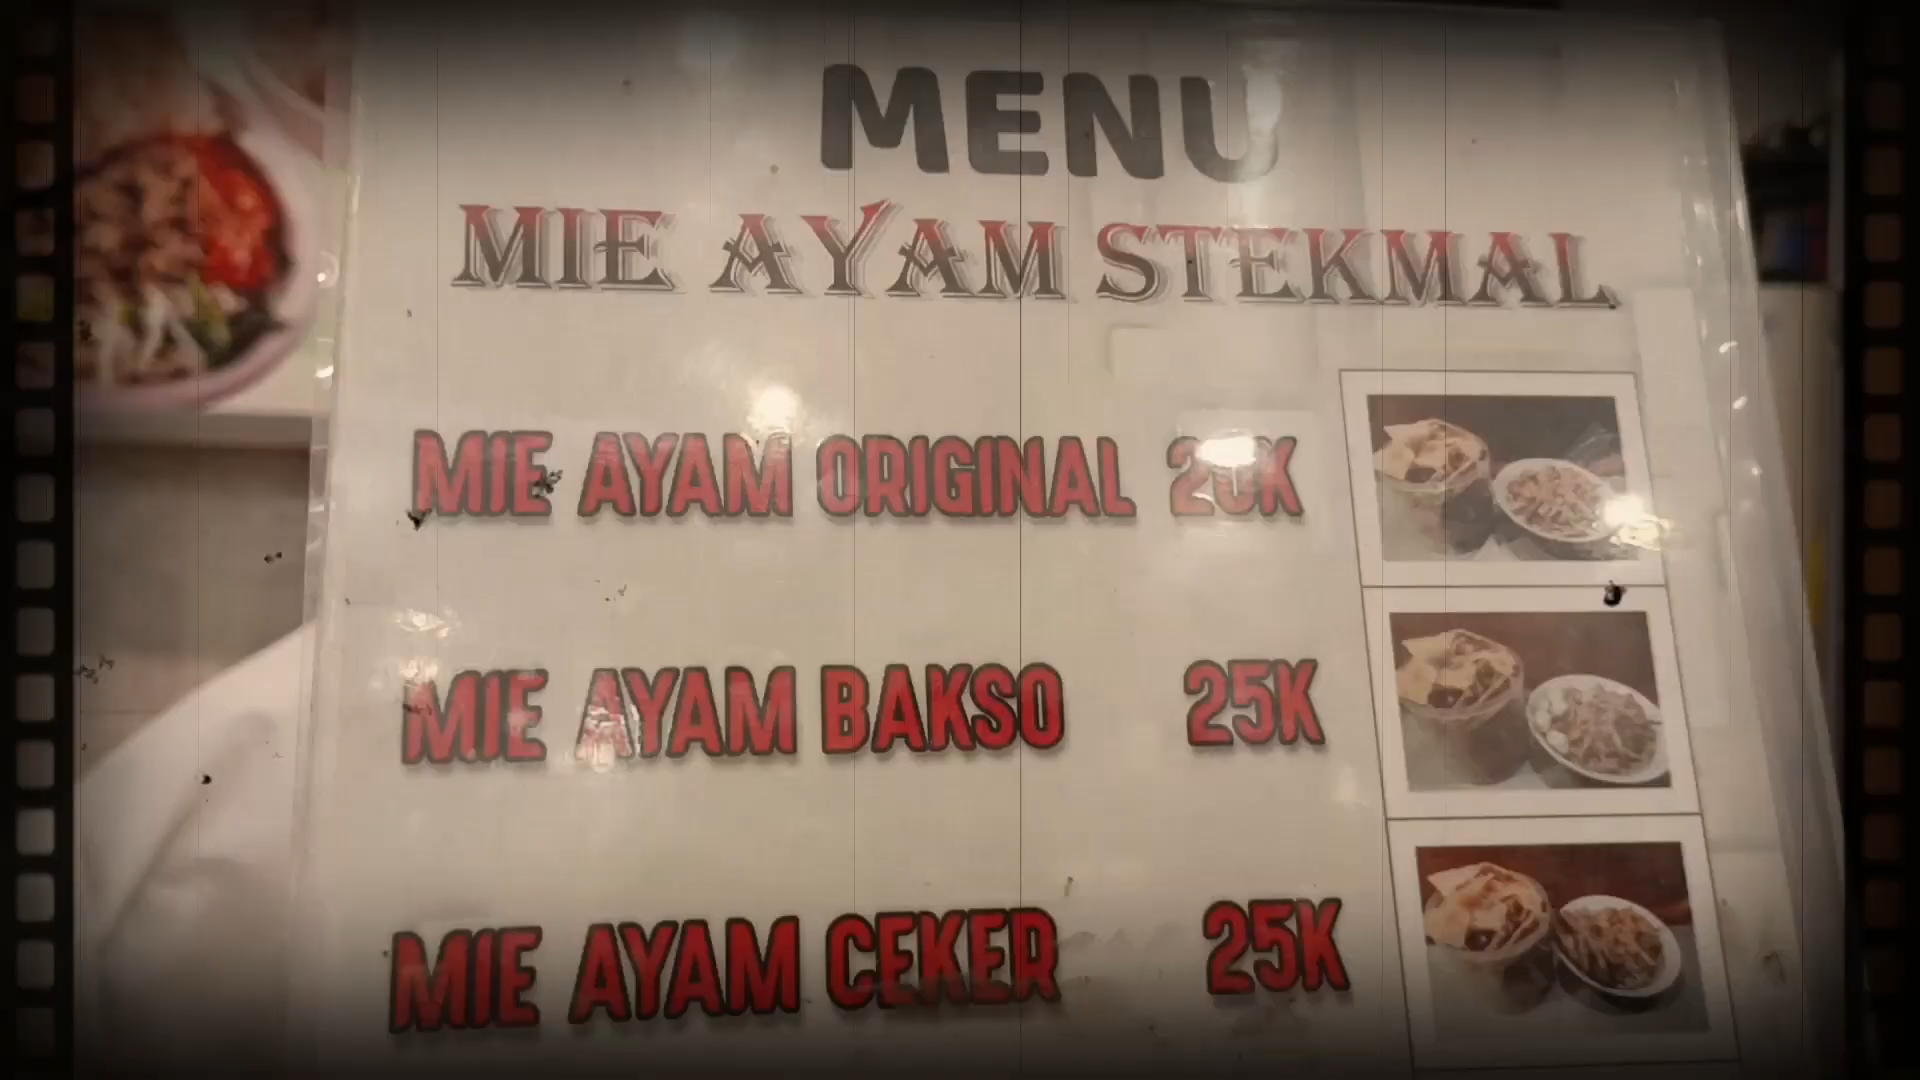 MENU
MIE AYAM STEKMAL
MIE AYAM ORIGINAL 20K
MIE AYAM BAKSO 25K
MIE AYAM CEKER 25K